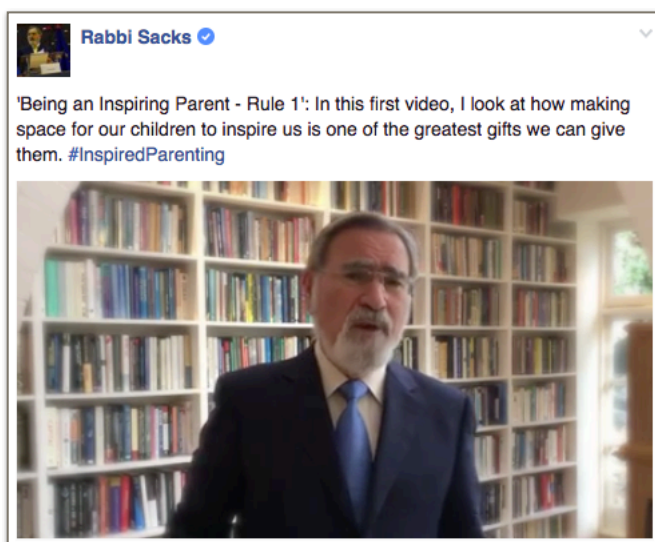 Rabbi Sacks
'Being an Inspiring Parent - Rule 1': In this first video, I look at how making
space for our children to inspire us is one of the greatest gifts we can give
them. #InspiredParenting